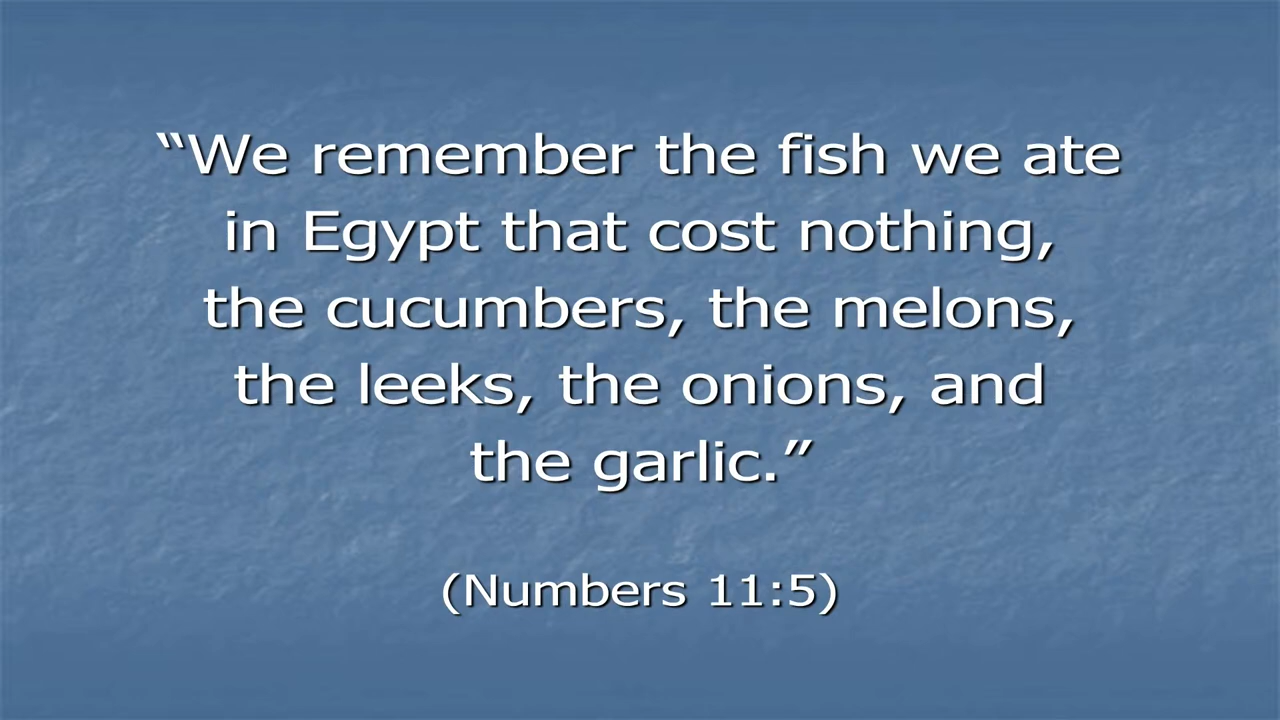 “We remember the fish we ate
in Egypt that cost nothing,
the cucumbers, the melons,
the leeks, the onions, and
the garlic.”
(Numbers 11:5)